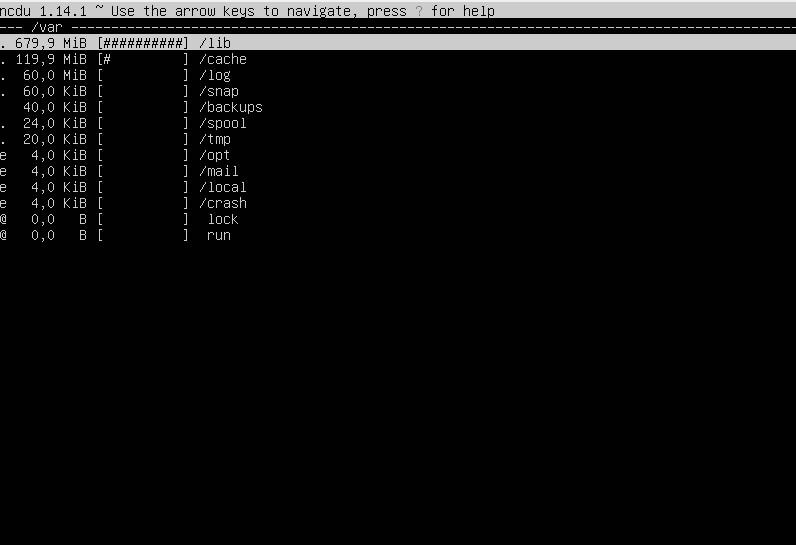 ncdu 1.14.1 ~ Use the arrow keys to navigate, press ? for help
--- /var -------------------------------------------------------------------------------------------
. 679,9 MiB [##########] /lib
. 119,9 MiB [#         ] /cache
.  60,0 MiB [          ] /log
.  60,0 KiB [          ] /snap
   40,0 KiB [          ] /backups
.  24,0 KiB [          ] /spool
.  20,0 KiB [          ] /tmp
e   4,0 KiB [          ] /opt
e   4,0 KiB [          ] /mail
e   4,0 KiB [          ] /local
e   4,0 KiB [          ] /crash
@   0,0   B [          ]  lock
@   0,0   B [          ]  run